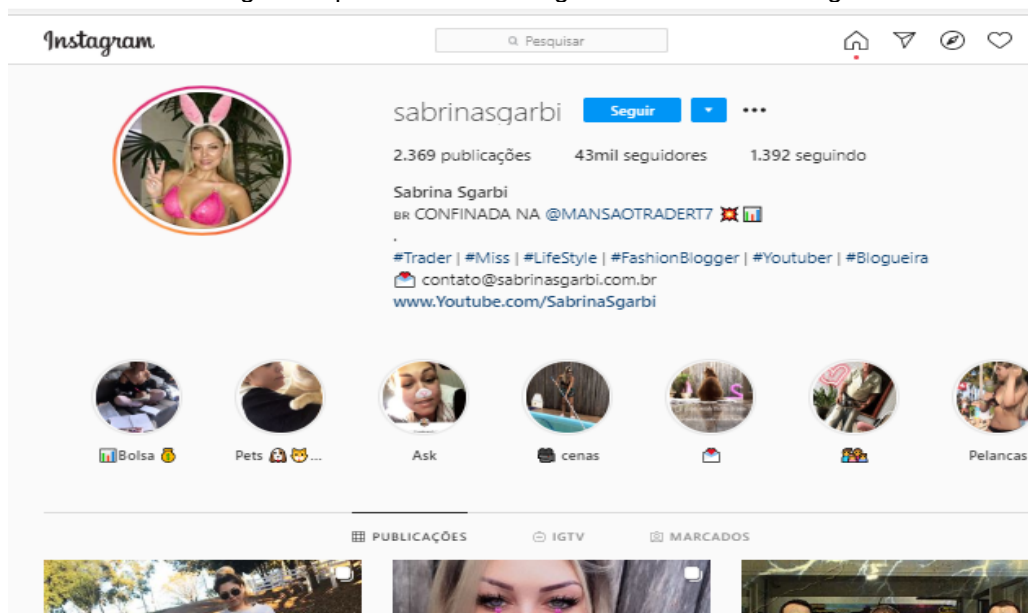 Instagram
Pesquisar
sabrinasgarbi Seguir
2.369 publicações 43mil seguidores 1.392 seguindo
Sabrina Sgarbi
BR CONFINADA NA @MANSAOTRADERT7 💥📊
.
#Trader | #Miss | #LifeStyle | #FashionBlogger | #Youtuber | #Blogueira
📩 contato@sabrinasgarbi.com.br
www.Youtube.com/SabrinaSgarbi
📊Bolsa 💰 Pets 🐶🐱... Ask cenas Pelancas
PUBLICAÇÕES IGTV MARCADOS